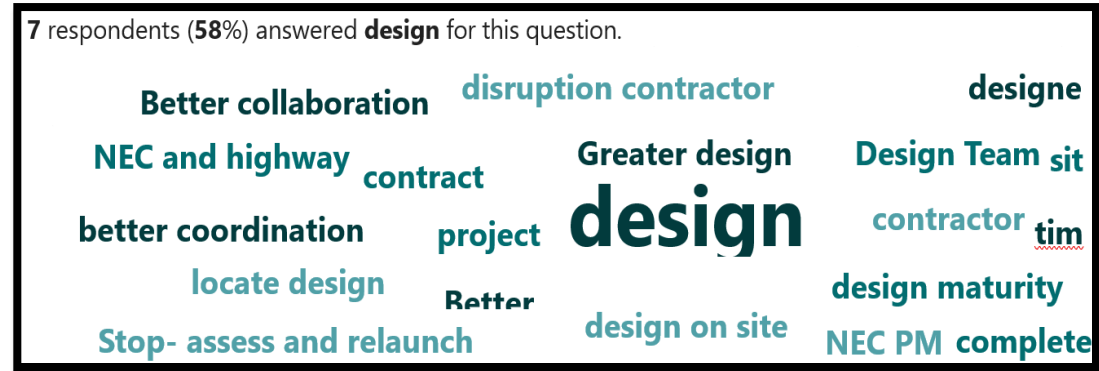 7 respondents (58%) answered design for this question.
disruption contractor
designe
Better collaboration
NEC and highway
Greater design
Design Team
sit
contract
design
better coordination
project
contractor
tim
locate design
Better
design maturity
Stop- assess and relaunch
design on site
NEC PM
complete